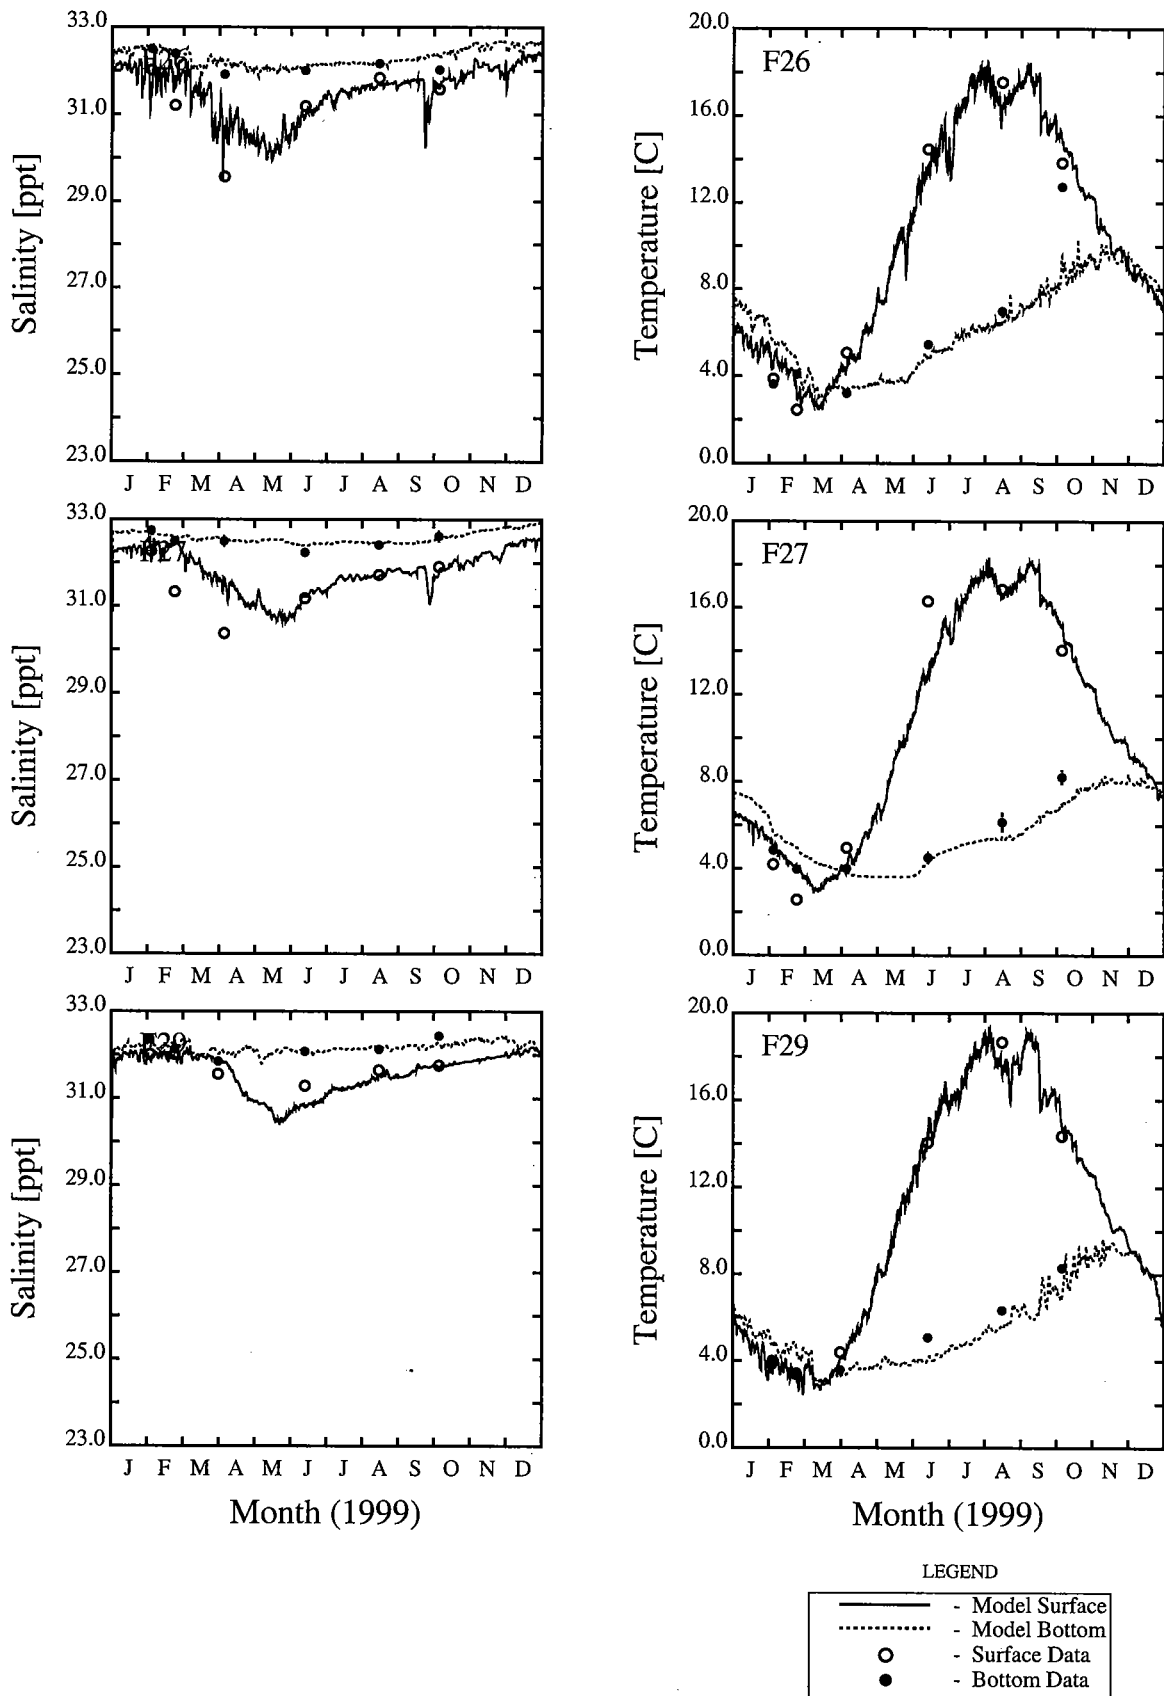 33.0
31.0
29.0
27.0
25.0
23.0
Salinity [ppt]
F26
J F M A M J J A S O N D
20.0
16.0
12.0
8.0
4.0
0.0
Temperature [C]
F26
J F M A M J J A S O N D
33.0
31.0
29.0
27.0
25.0
23.0
Salinity [ppt]
F27
J F M A M J J A S O N D
20.0
16.0
12.0
8.0
4.0
0.0
Temperature [C]
F27
J F M A M J J A S O N D
33.0
31.0
29.0
27.0
25.0
23.0
Salinity [ppt]
F29
J F M A M J J A S O N D
Month (1999)
20.0
16.0
12.0
8.0
4.0
0.0
Temperature [C]
F29
J F M A M J J A S O N D
Month (1999)
LEGEND
- Model Surface
- Model Bottom
- Surface Data
- Bottom Data